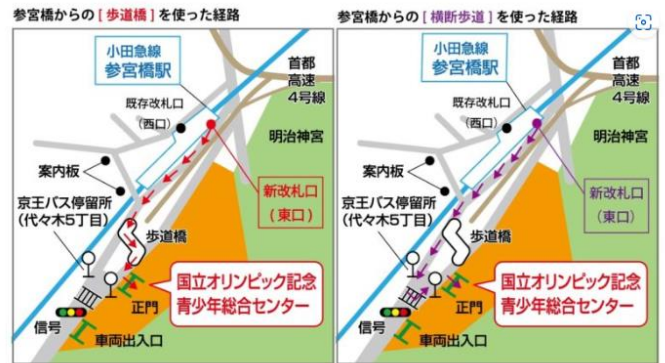 参宮橋からの[歩道橋]を使った経路
小田急線
参宮橋駅
首都
高速
4号線
既存改札口
(西口)
明治神宮
案内板
新改札口
(東口)
京王バス停留所
(代々木5丁目)
歩道橋
国立オリンピック記念
青少年総合センター
正門
信号
車両出入口
参宮橋からの[横断歩道]を使った経路
小田急線
参宮橋駅
首都
高速
4号線
既存改札口
(西口)
明治神宮
案内板
新改札口
(東口)
京王バス停留所
(代々木5丁目)
歩道橋
国立オリンピック記念
青少年総合センター
正門
信号
車両出入口